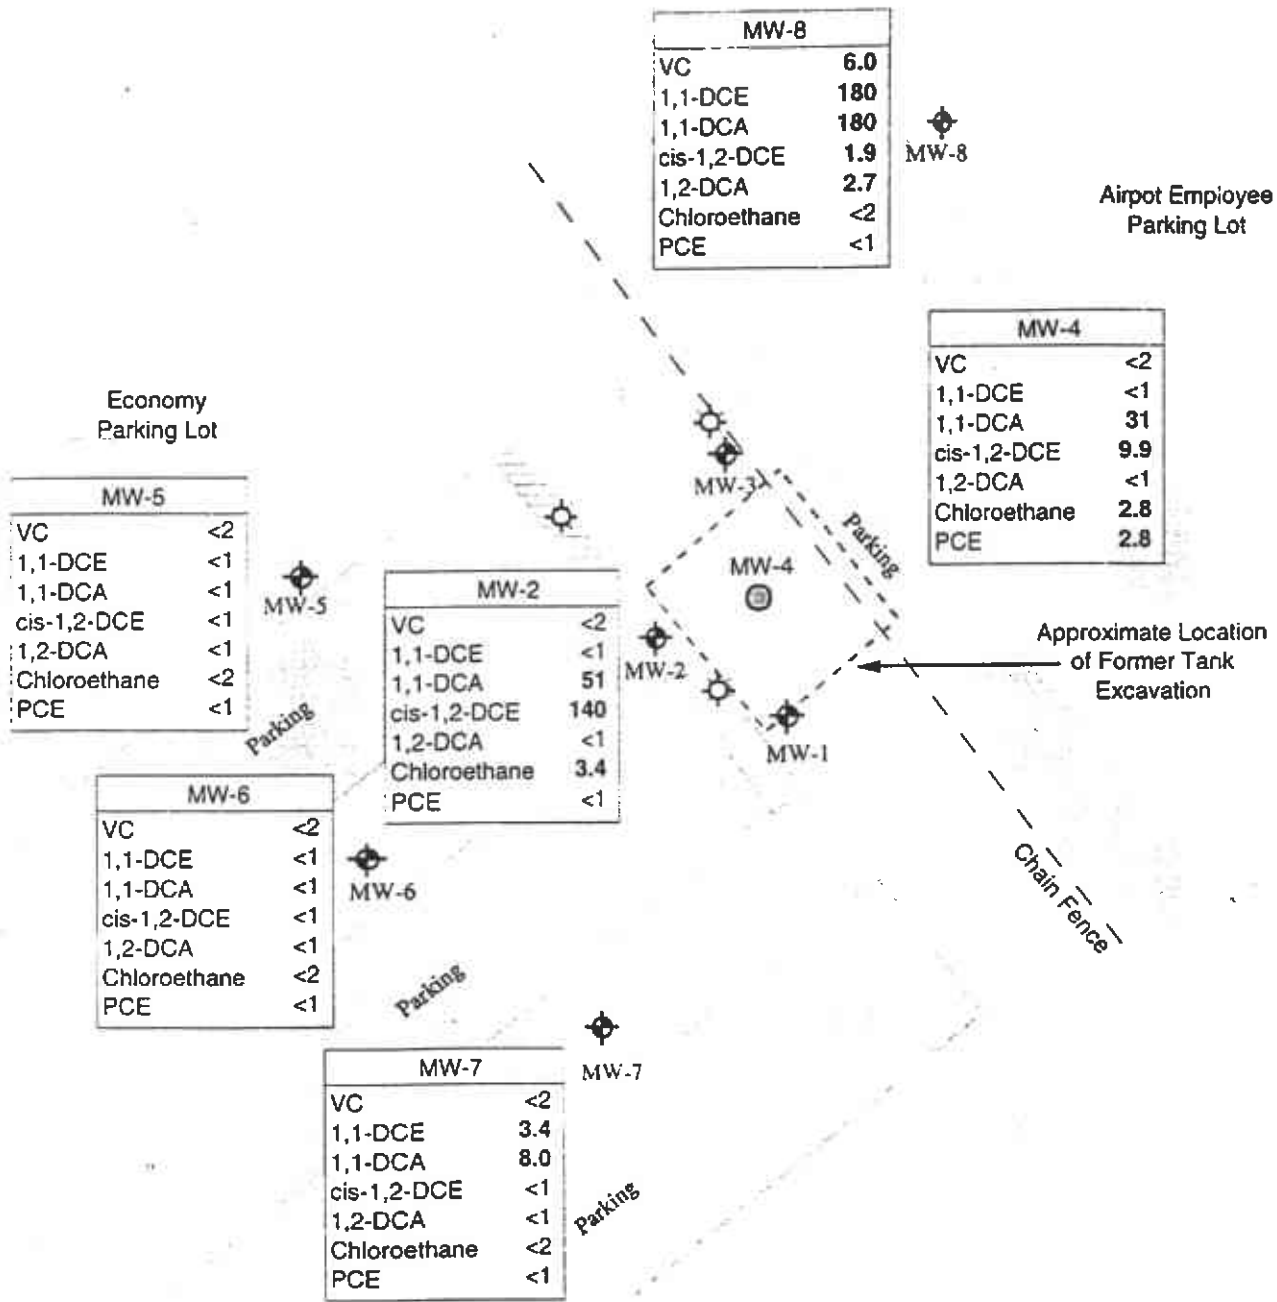 MW-8
VC 6.0
1,1-DCE 180
1,1-DCA 180
cis-1,2-DCE 1.9
1,2-DCA 2.7
Chloroethane <2
PCE <1
MW-8
Airpot Employee
Parking Lot
MW-4
VC <2
1,1-DCE <1
1,1-DCA 31
cis-1,2-DCE 9.9
1,2-DCA <1
Chloroethane 2.8
PCE 2.8
Economy
Parking Lot
MW-3
Parking
MW-4
MW-5
VC <2
1,1-DCE <1
1,1-DCA <1
cis-1,2-DCE <1
1,2-DCA <1
Chloroethane <2
PCE <1
MW-5
MW-2
VC <2
1,1-DCE <1
1,1-DCA 51
cis-1,2-DCE 140
1,2-DCA <1
Chloroethane 3.4
PCE <1
MW-2
MW-1
Approximate Location
of Former Tank
Excavation
Parking
MW-6
VC <2
1,1-DCE <1
1,1-DCA <1
cis-1,2-DCE <1
1,2-DCA <1
Chloroethane <2
PCE <1
MW-6
Chain Fence
Parking
MW-7
MW-7
VC <2
1,1-DCE 3.4
1,1-DCA 8.0
cis-1,2-DCE <1
1,2-DCA <1
Chloroethane <2
PCE <1
Parking